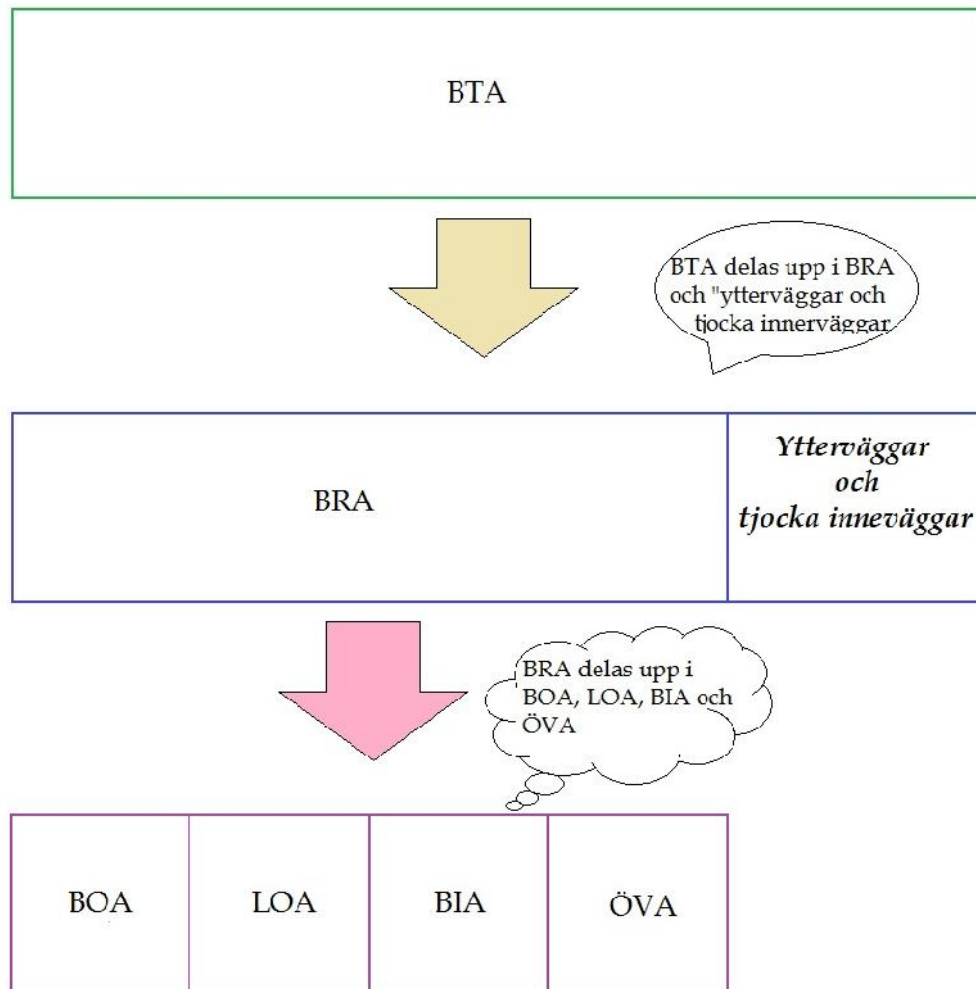 BTA
BTA delas upp i BRA
och "ytterväggar och
tjocka innerväggar
BRA
Ytterväggar
och
tjocka inneväggar
BRA delas upp i
BOA, LOA, BIA och
ÖVA
BOA
LOA
BIA
ÖVA